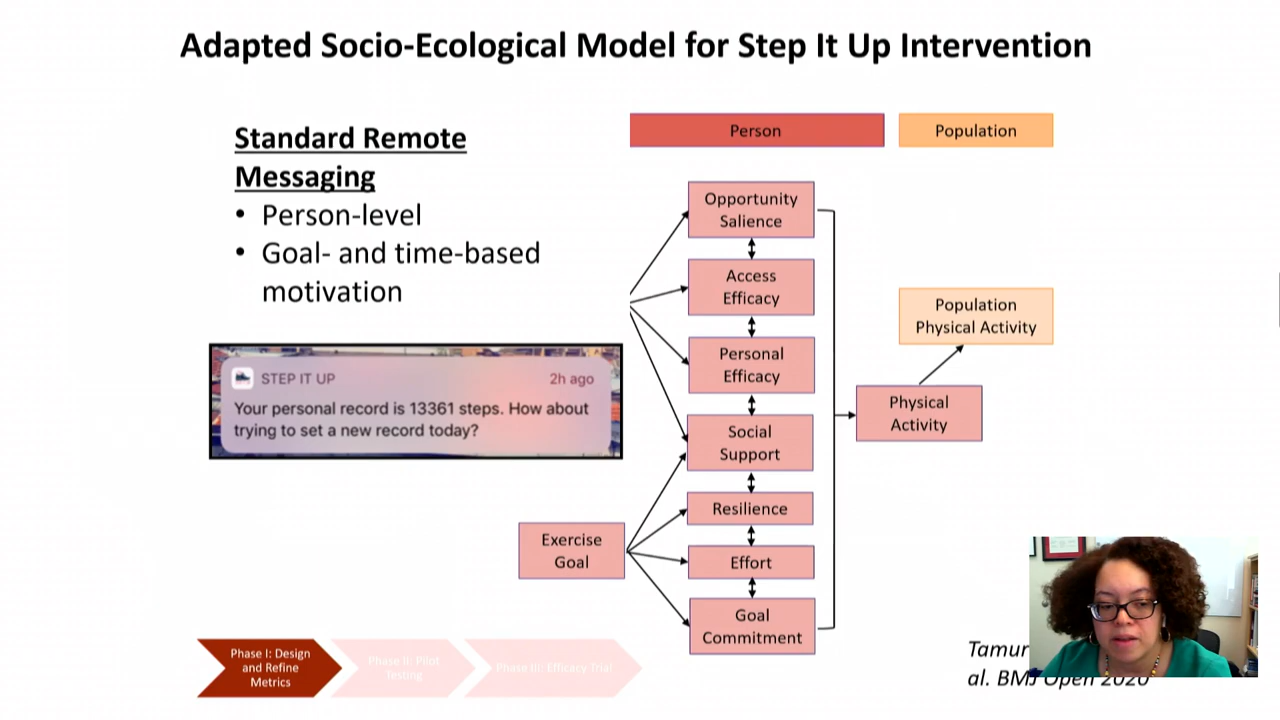 Adapted Socio-Ecological Model for Step It Up Intervention
Standard Remote
Messaging
• Person-level
• Goal- and time-based
motivation
STEP IT UP
2h ago
Your personal record is 13361 steps. How about
trying to set a new record today?
Exercise
Goal
Person
Population
Opportunity
Salience
Access
Efficacy
Personal
Efficacy
Social
Support
Resilience
Effort
Goal
Commitment
Population
Physical Activity
Physical
Activity
Phase I: Design
and Refine
Metrics
Phase II: Pilot
Testing
Phase III: Efficacy Trial
al. BMJ Open 2020